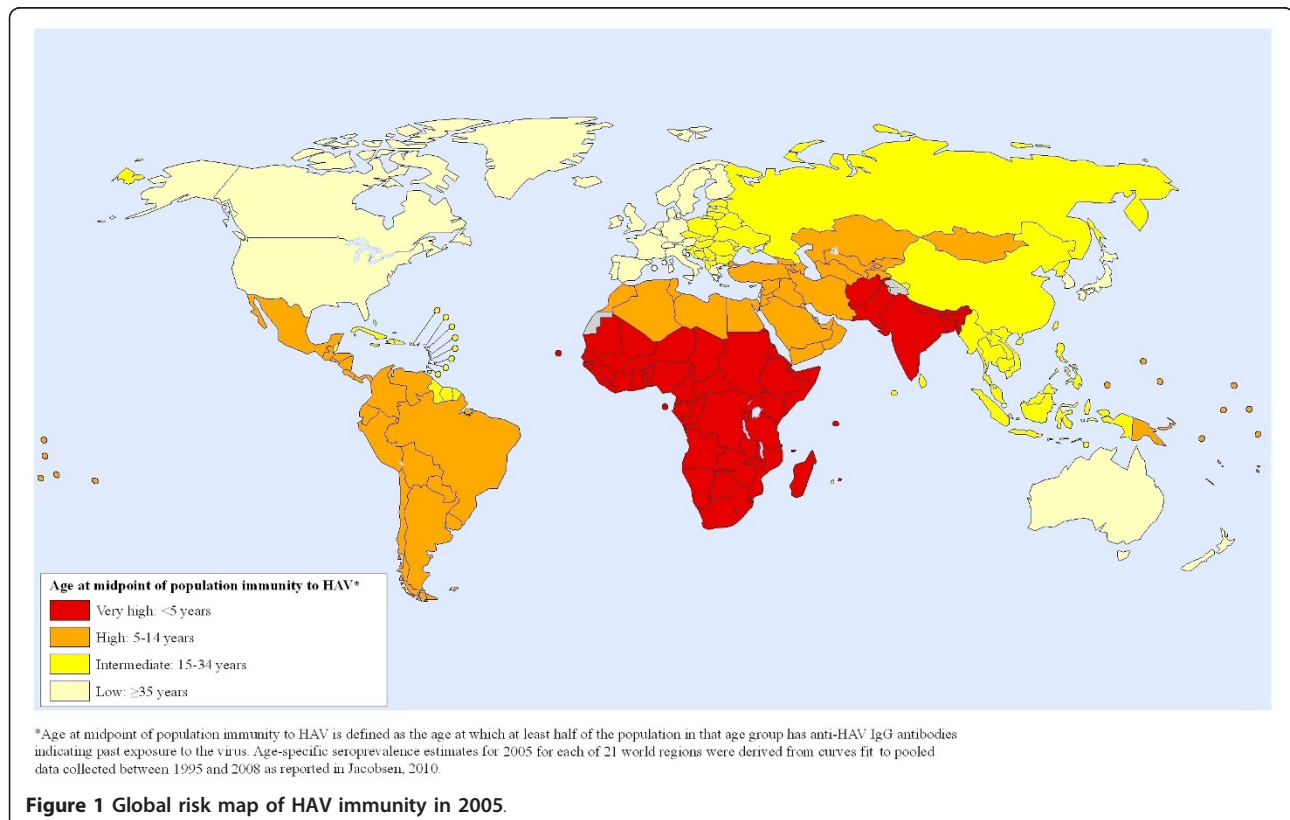 Age at midpoint of population immunity to HAV*
Very high: <5 years
High: 5-14 years
Intermediate: 15-34 years
Low: ≥35 years
*Age at midpoint of population immunity to HAV is defined as the age at which at least half of the population in that age group has anti-HAV IgG antibodies
indicating past exposure to the virus. Age-specific seroprevalence estimates for 2005 for each of 21 world regions were derived from curves fit to pooled
data collected between 1995 and 2008 as reported in Jacobsen, 2010.
Figure 1 Global risk map of HAV immunity in 2005.